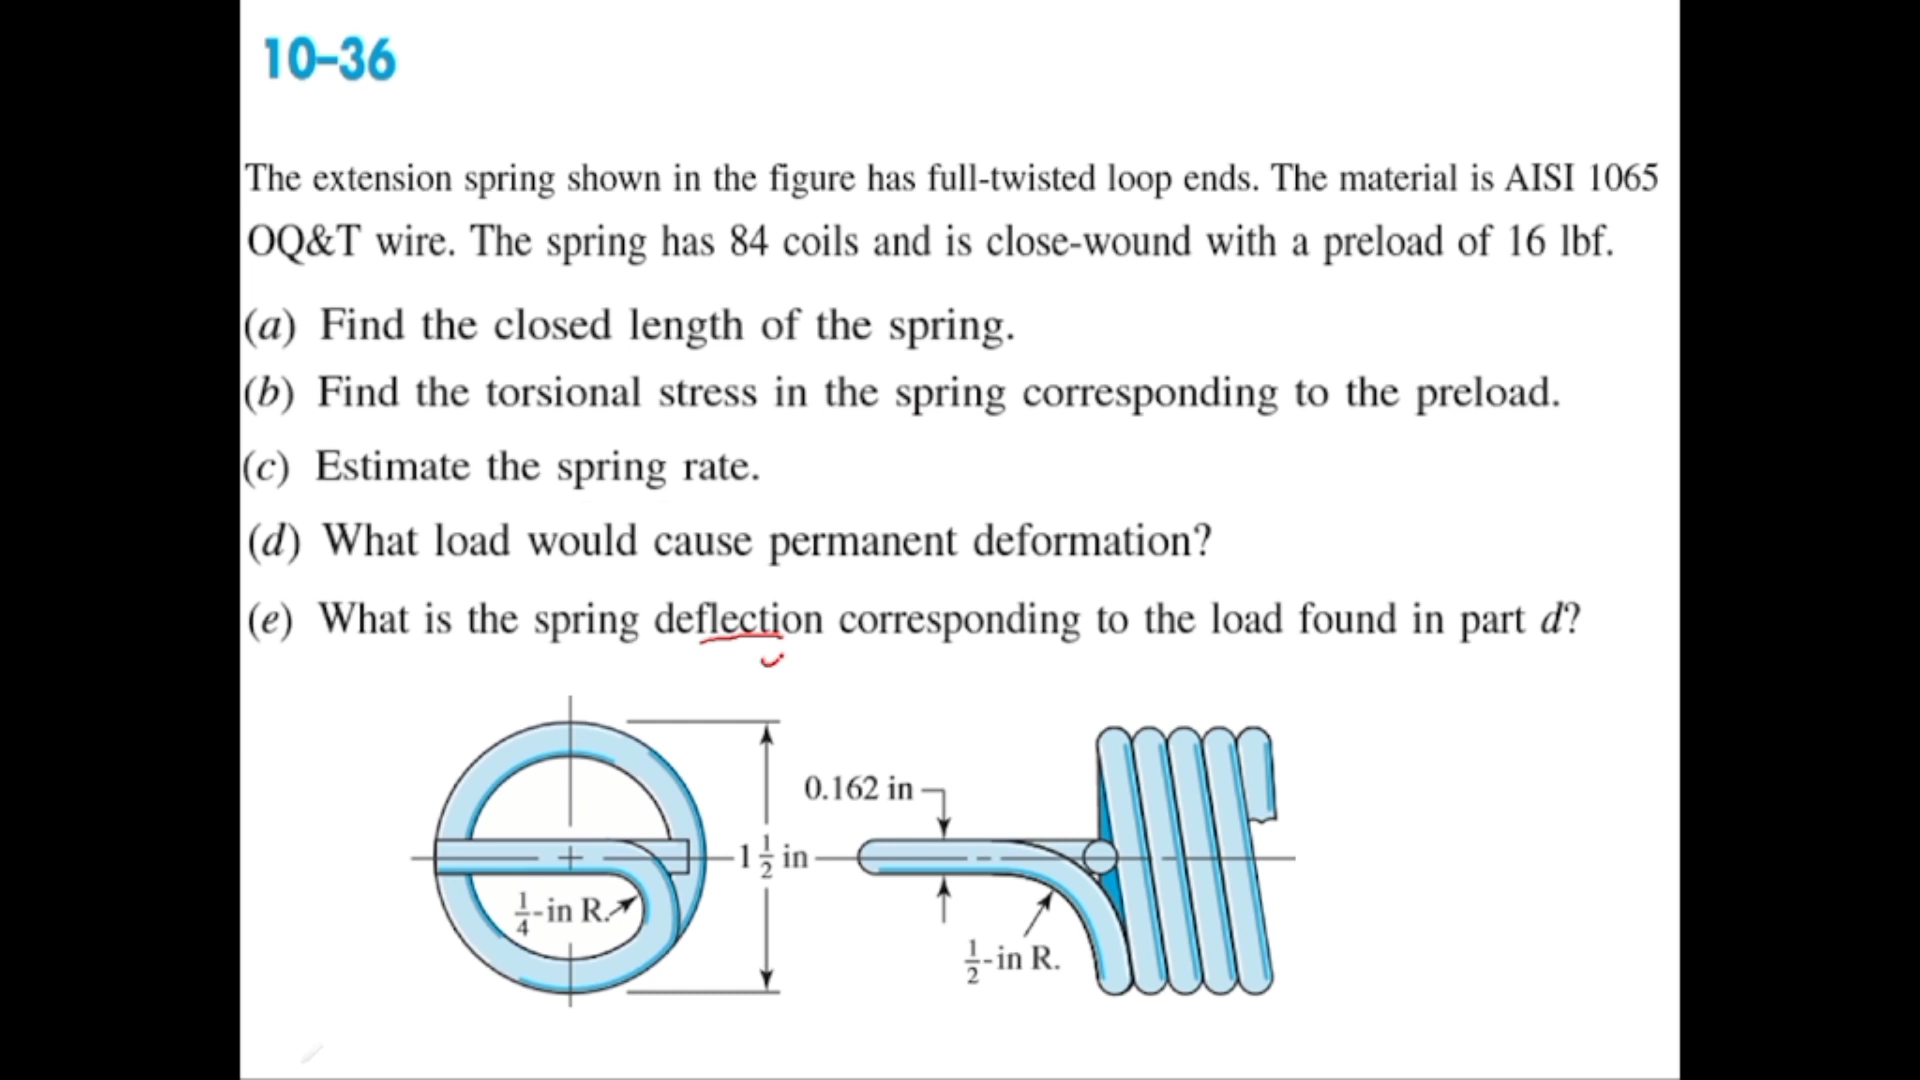 10–36
The extension spring shown in the figure has full-twisted loop ends. The material is AISI 1065
OQ&T wire. The spring has 84 coils and is close-wound with a preload of 16 lbf.
(a) Find the closed length of the spring.
(b) Find the torsional stress in the spring corresponding to the preload.
(c) Estimate the spring rate.
(d) What load would cause permanent deformation?
(e) What is the spring deflection corresponding to the load found in part d?
0.162 in
1 1/2 in
1/4-in R.
1/2-in R.